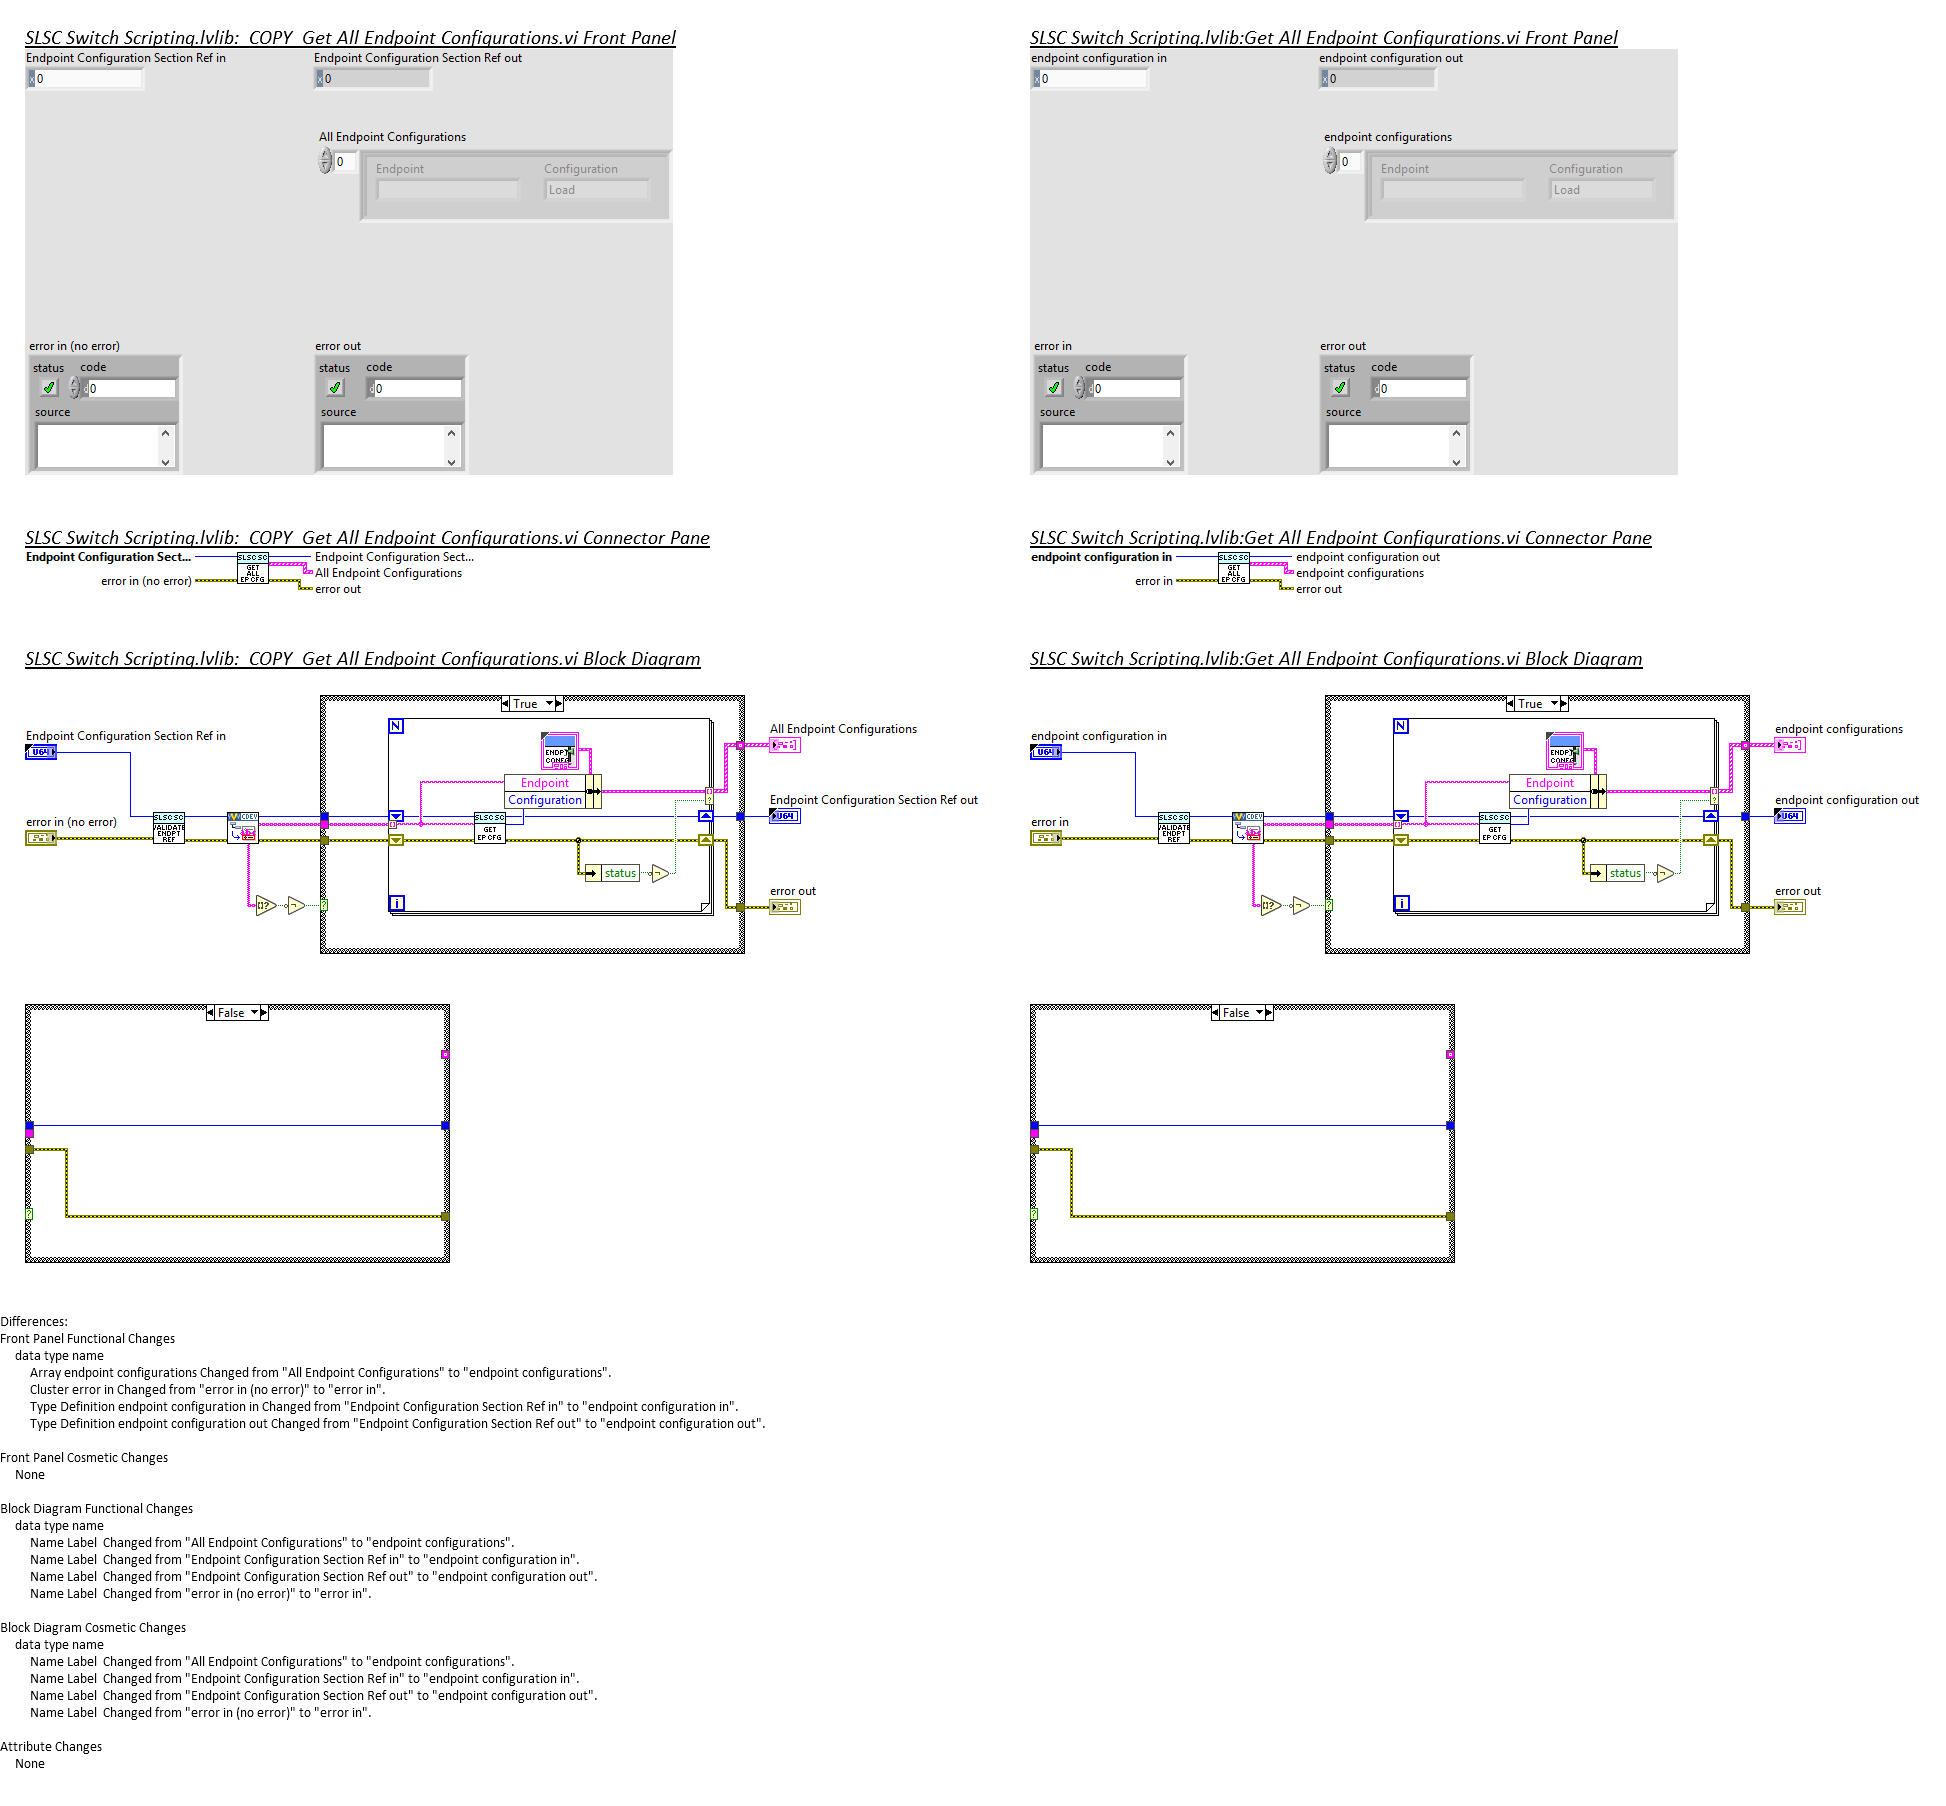 SLSC Switch Scripting.lvlib:  COPY  Get All Endpoint Configurations.vi Front Panel
Endpoint Configuration Section Ref in
Endpoint Configuration Section Ref out
x 0
x 0
All Endpoint Configurations
0
Endpoint
Configuration
Load
error in (no error)
error out
status
code
status
code
d 0
d 0
source
source
SLSC Switch Scripting.lvlib:Get All Endpoint Configurations.vi Front Panel
endpoint configuration in
endpoint configuration out
x 0
x 0
endpoint configurations
0
Endpoint
Configuration
Load
error in
error out
status
code
status
code
d 0
d 0
source
source
SLSC Switch Scripting.lvlib:  COPY  Get All Endpoint Configurations.vi Connector Pane
Endpoint Configuration Sect...
error in (no error)
SLSC SC
GET
ALL
EP CFG
Endpoint Configuration Sect...
All Endpoint Configurations
error out
SLSC Switch Scripting.lvlib:Get All Endpoint Configurations.vi Connector Pane
endpoint configuration in
error in
SLSC SC
GET
ALL
EP CFG
endpoint configuration out
endpoint configurations
error out
SLSC Switch Scripting.lvlib:  COPY  Get All Endpoint Configurations.vi Block Diagram
True
N
Endpoint Configuration Section Ref in
U64
error in (no error)
SLSC SC
VALIDATE
ENDPT
REF
CDEV
ENDPT
CONFG
Endpoint
Configuration
SLSC SC
GET
EP CFG
status
i
?
All Endpoint Configurations
Endpoint Configuration Section Ref out
U64
error out
SLSC Switch Scripting.lvlib:Get All Endpoint Configurations.vi Block Diagram
True
N
endpoint configuration in
U64
error in
SLSC SC
VALIDATE
ENDPT
REF
CDEV
ENDPT
CONFG
Endpoint
Configuration
SLSC SC
GET
EP CFG
status
i
?
endpoint configurations
endpoint configuration out
U64
error out
False
?
False
?
Differences:
Front Panel Functional Changes
data type name
Array endpoint configurations Changed from "All Endpoint Configurations" to "endpoint configurations".
Cluster error in Changed from "error in (no error)" to "error in".
Type Definition endpoint configuration in Changed from "Endpoint Configuration Section Ref in" to "endpoint configuration in".
Type Definition endpoint configuration out Changed from "Endpoint Configuration Section Ref out" to "endpoint configuration out".
Front Panel Cosmetic Changes
None
Block Diagram Functional Changes
data type name
Name Label  Changed from "All Endpoint Configurations" to "endpoint configurations".
Name Label  Changed from "Endpoint Configuration Section Ref in" to "endpoint configuration in".
Name Label  Changed from "Endpoint Configuration Section Ref out" to "endpoint configuration out".
Name Label  Changed from "error in (no error)" to "error in".
Block Diagram Cosmetic Changes
data type name
Name Label  Changed from "All Endpoint Configurations" to "endpoint configurations".
Name Label  Changed from "Endpoint Configuration Section Ref in" to "endpoint configuration in".
Name Label  Changed from "Endpoint Configuration Section Ref out" to "endpoint configuration out".
Name Label  Changed from "error in (no error)" to "error in".
Attribute Changes
None